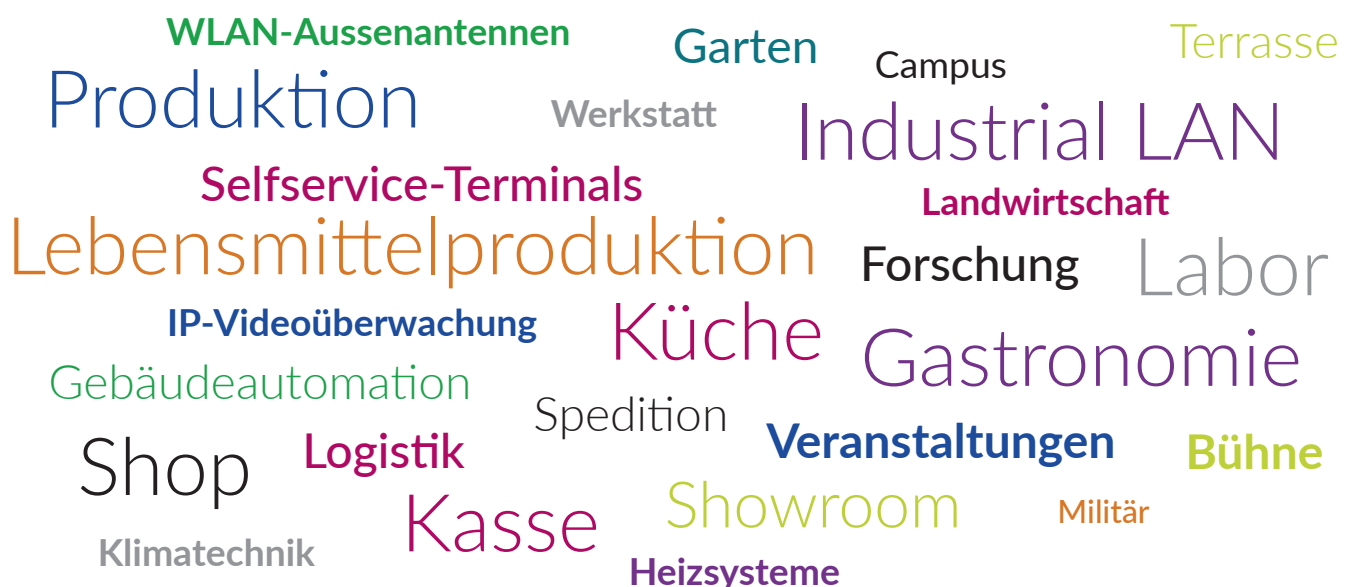 WLAN-Aussenantennen
Garten
Terrasse
Campus
Produktion
Werkstatt
Industrial LAN
Selfservice-Terminals
Landwirtschaft
Lebensmittelproduktion
Forschung
Labor
IP-Videoüberwachung
Küche
Gastronomie
Gebäudeautomation
Spedition
Veranstaltungen
Bühne
Shop
Logistik
Showroom
Militär
Kasse
Klimatechnik
Heizsysteme